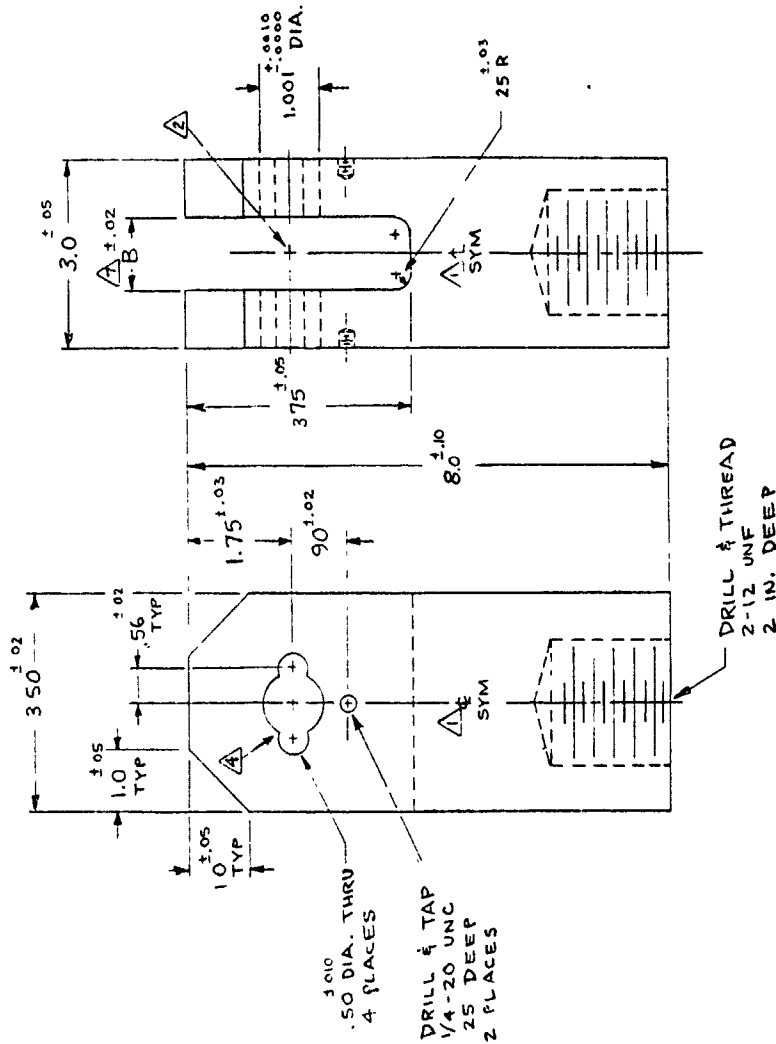 3.50 ±.02
.56 ±.02
TYP
1.0 ±.05
TYP
10 ±.05
TYP
4
±.010
.50 DIA. THRU
4 PLACES
DRILL & TAP
1/4-20 UNC
25 DEEP
2 PLACES
1
SYM
1.75 ±.03
90 ±.02
8.0 ±.10
375 ±.05
DRILL & THREAD
2-12 UNF
2 IN. DEEP
3.0 ±.05
B ±.02
2
+.0010
-.0000
1.001 DIA.
±.03
25 R
1
SYM